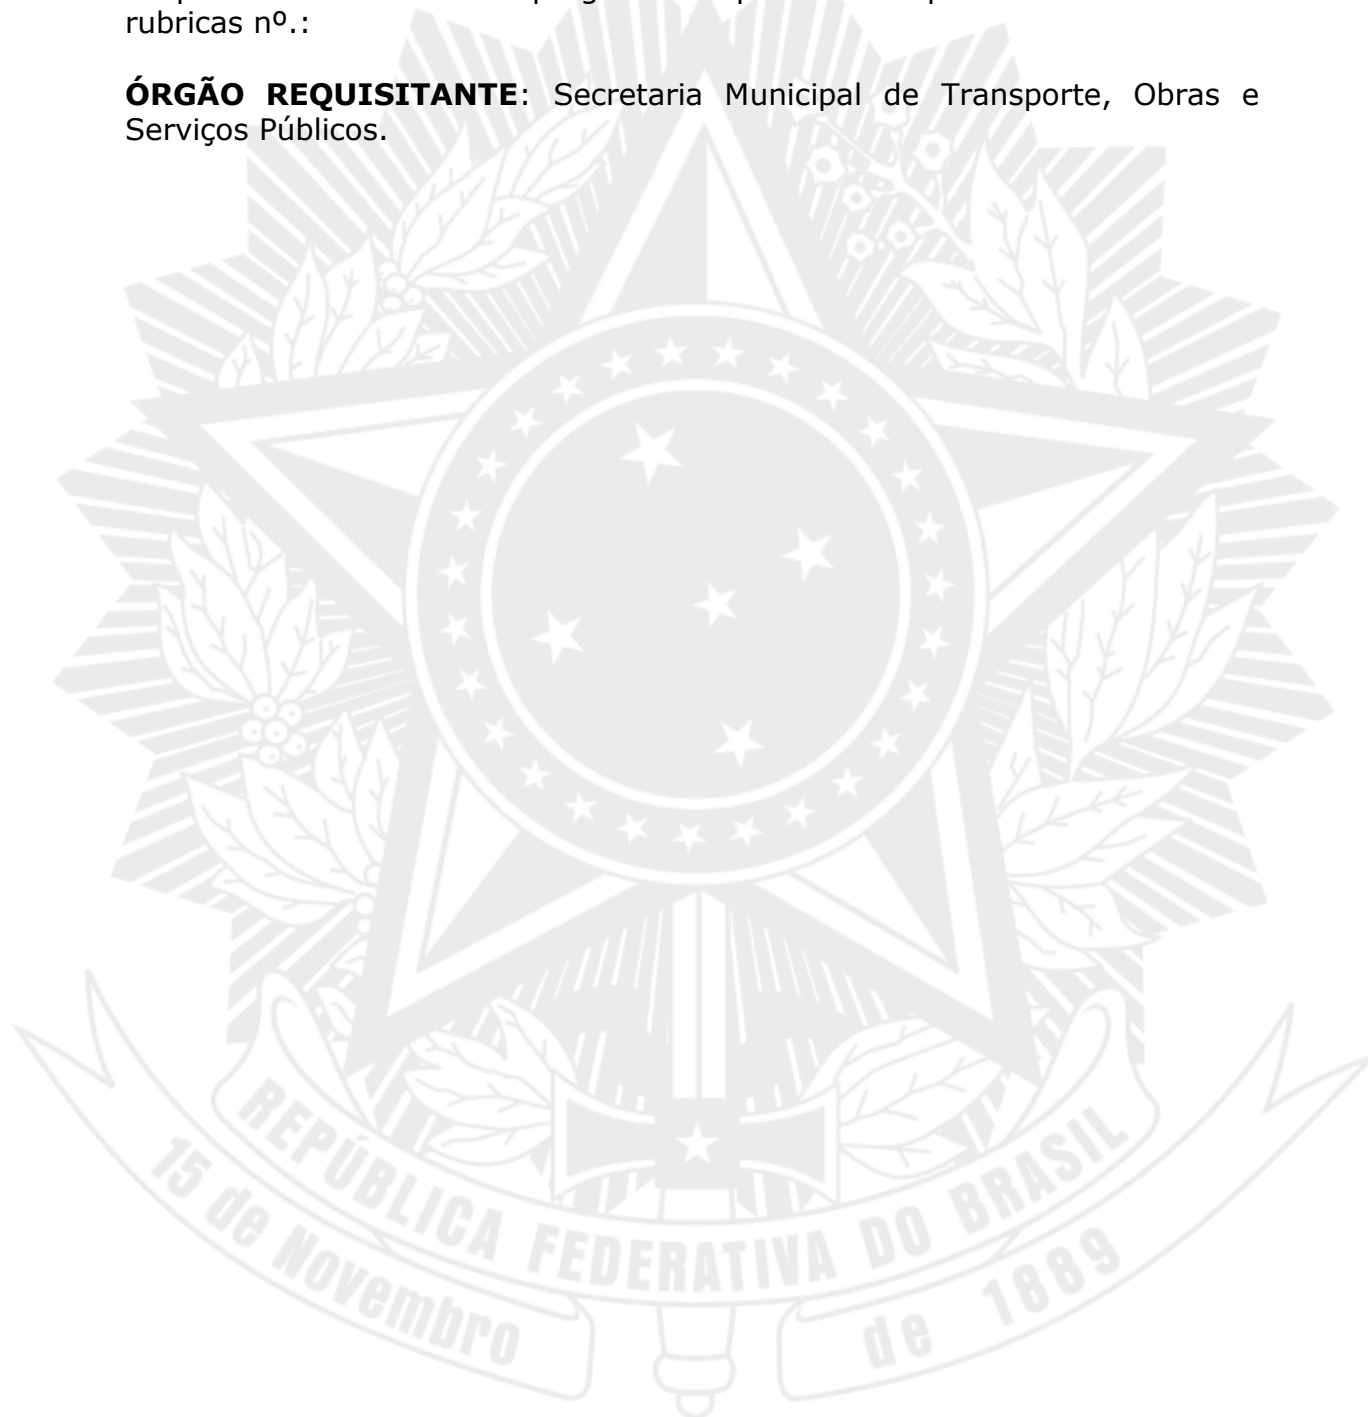 rubricas nº.:
ÓRGÃO REQUISITANTE: Secretaria Municipal de Transporte, Obras e
Serviços Públicos.
REPÚBLICA FEDERATIVA DO BRASIL
15 de Novembro de 1889